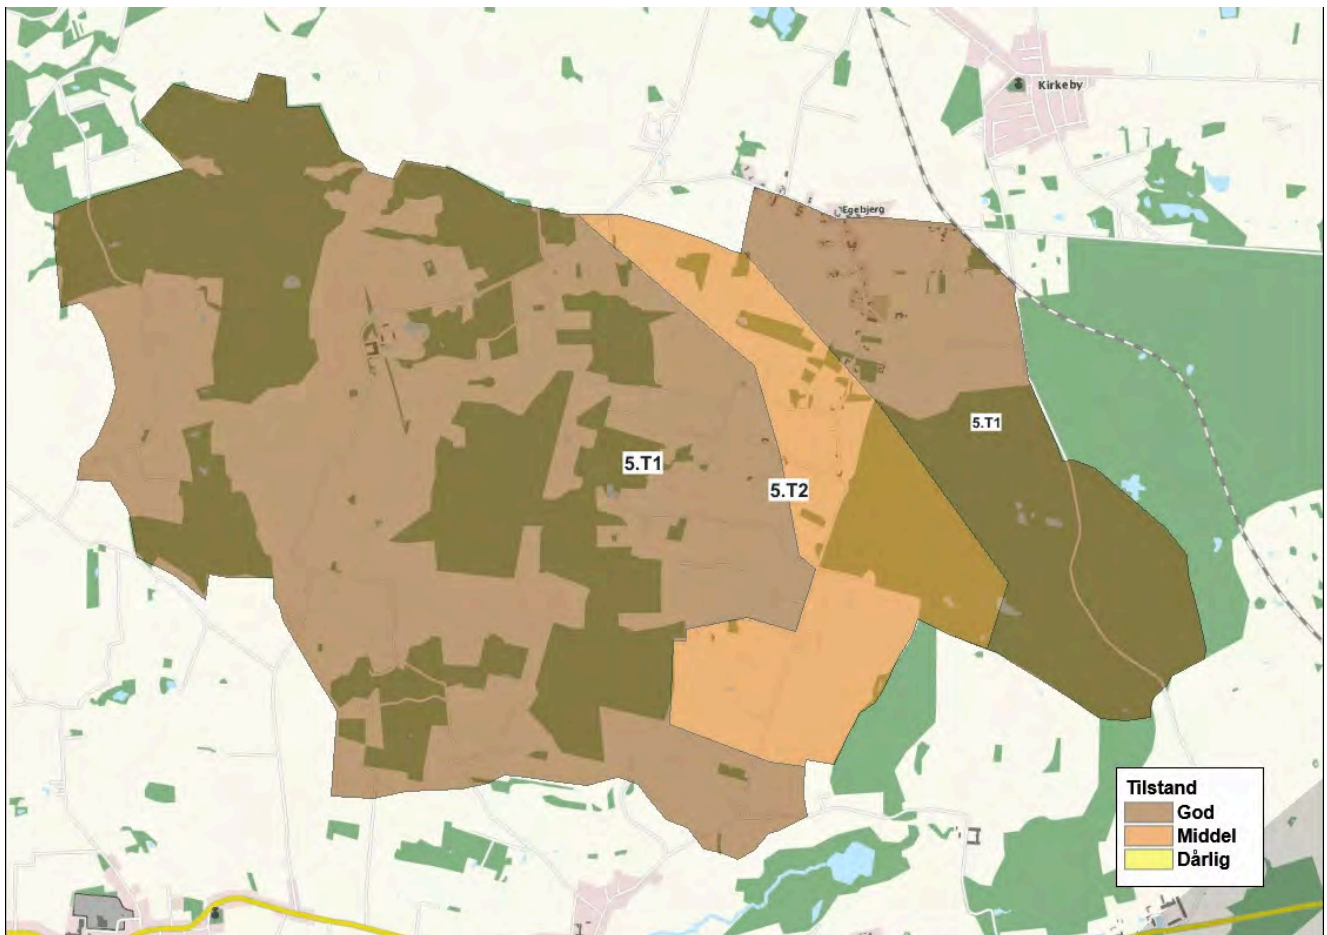 Kirkeby
Egebjerg
5.T1
5.T1
5.T2
Tilstand
God
Middel
Dårlig